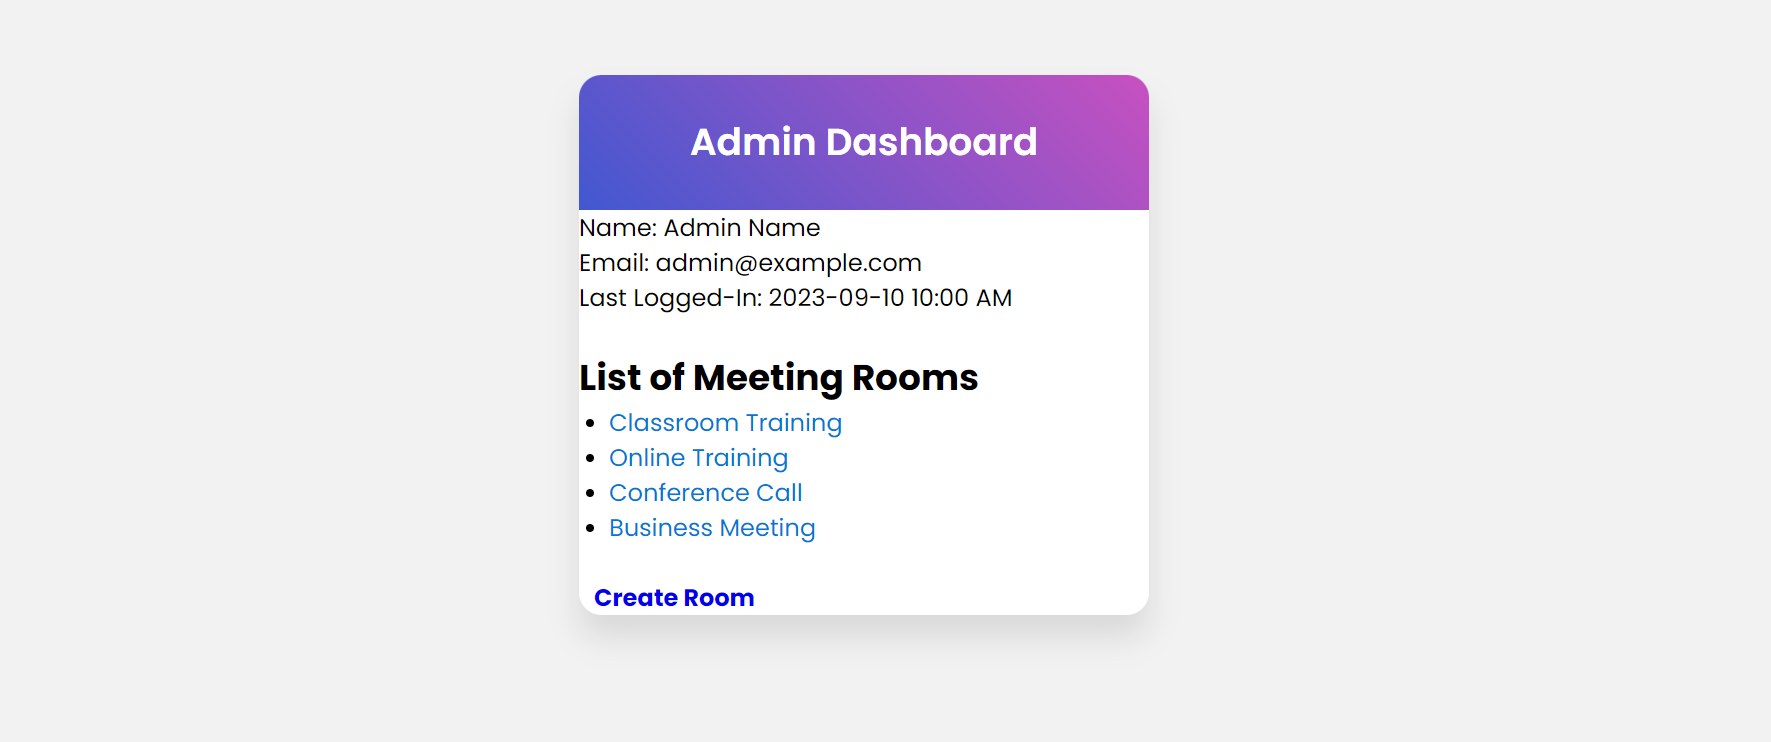 Admin Dashboard
Name: Admin Name
Email: admin@example.com
Last Logged-In: 2023-09-10 10:00 AM
List of Meeting Rooms
Classroom Training
Online Training
Conference Call
Business Meeting
Create Room